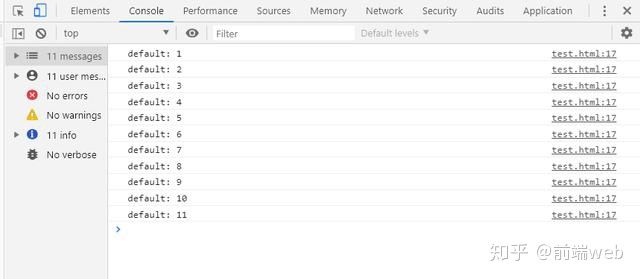 Elements Console Performance Sources Memory Network Security Audits Application
top Filter Default levels
11 messages
11 user mes...
No errors
No warnings
11 info
No verbose
default: 1 test.html:17
default: 2 test.html:17
default: 3 test.html:17
default: 4 test.html:17
default: 5 test.html:17
default: 6 test.html:17
default: 7 test.html:17
default: 8 test.html:17
default: 9 test.html:17
default: 10 test.html:17
default: 11 test.html:17
知乎 @前端web